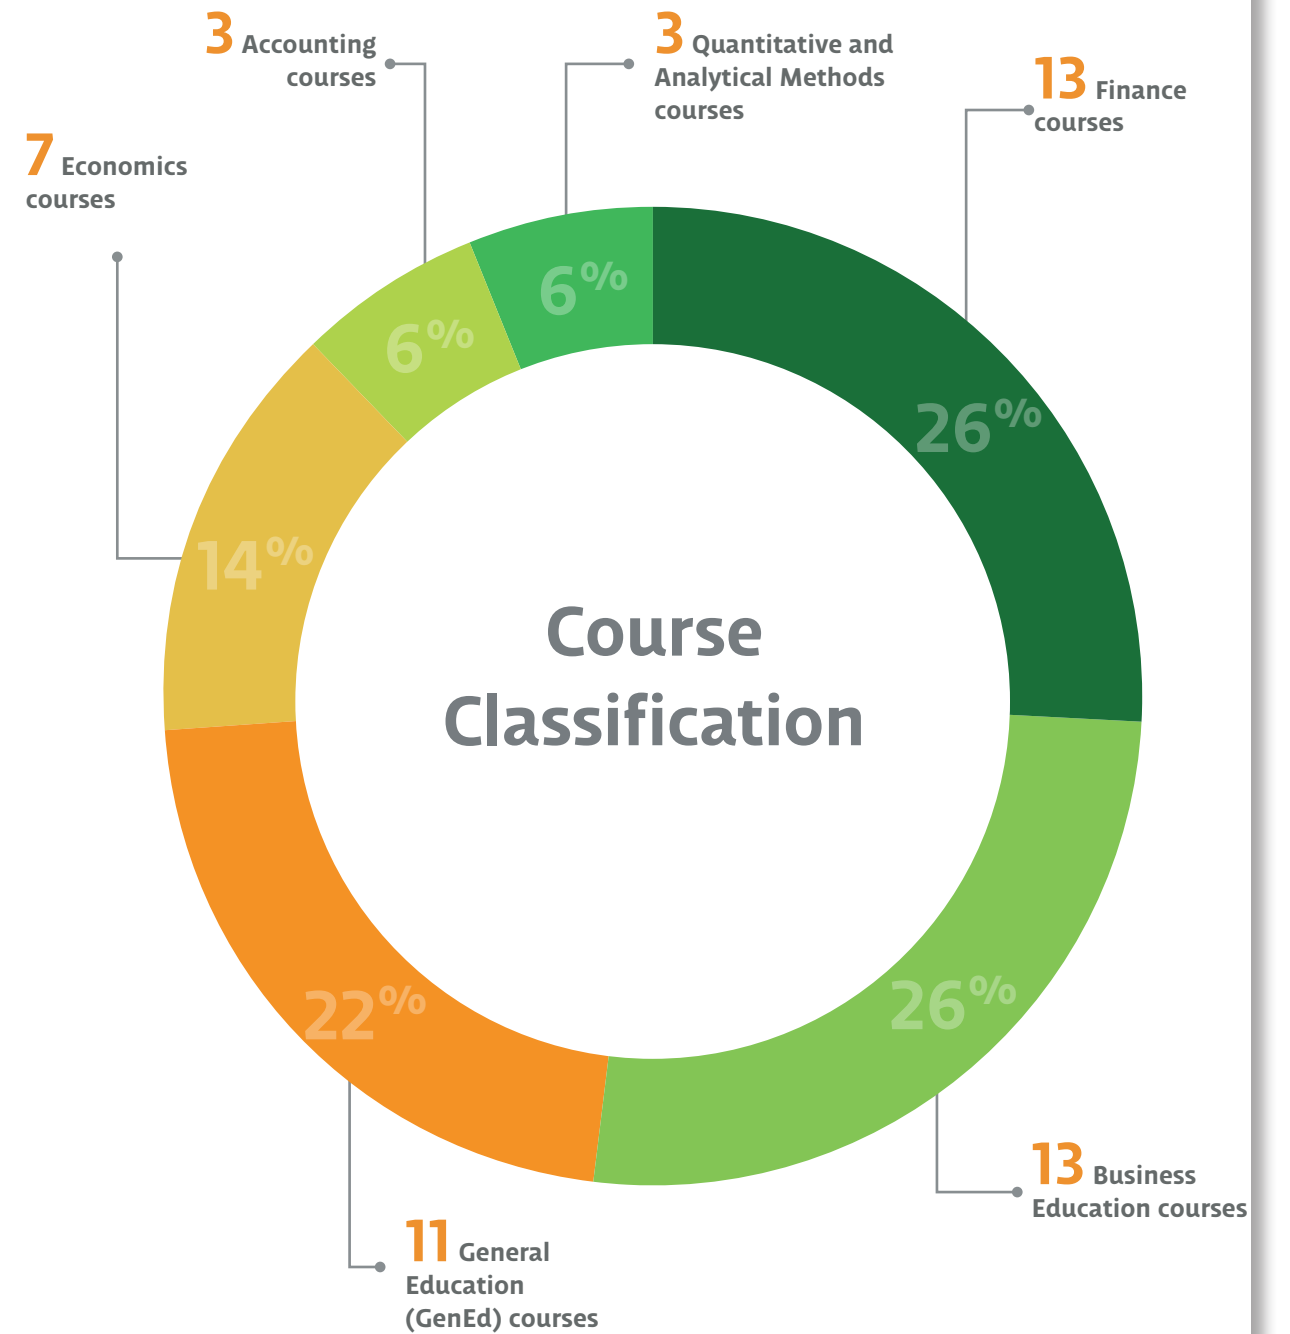 3 Accounting
courses
3 Quantitative and
Analytical Methods
courses
13 Finance
courses
7 Economics
courses
6%
6%
26%
14%
Course
Classification
22%
26%
13 Business
Education courses
11 General
Education
(GenEd) courses